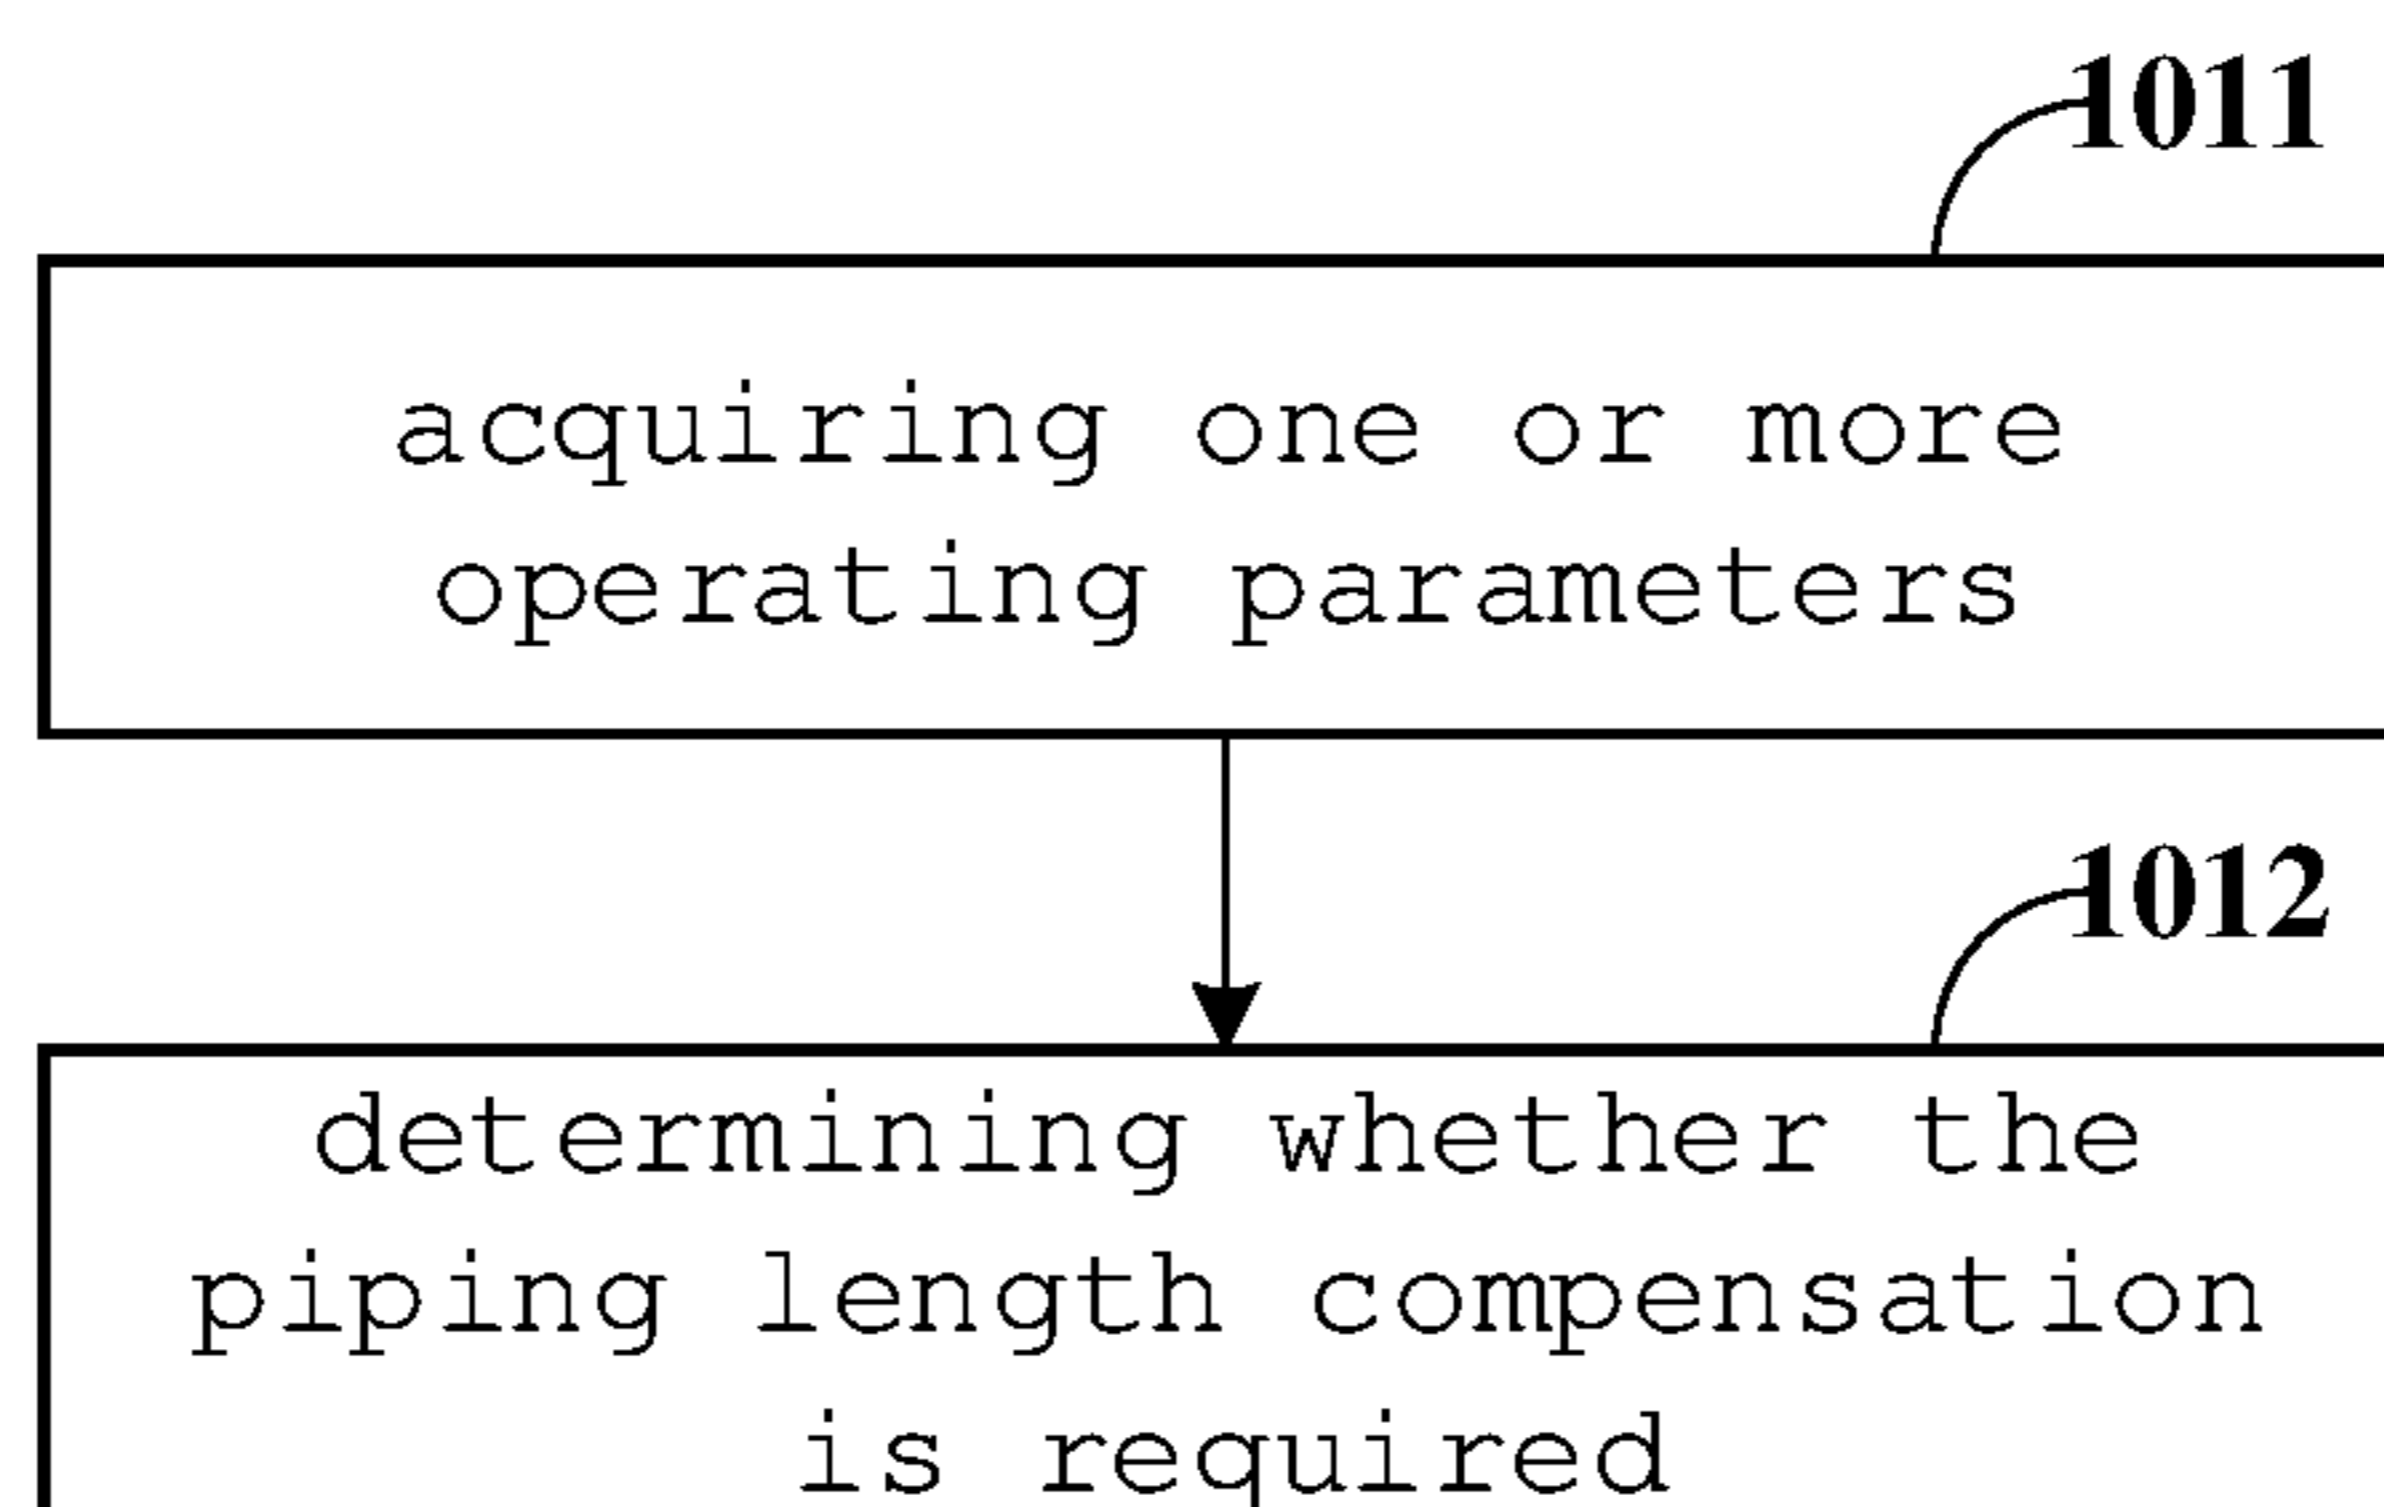 1011
acquiring one or more
operating parameters
1012
determining whether the
piping length compensation
is required